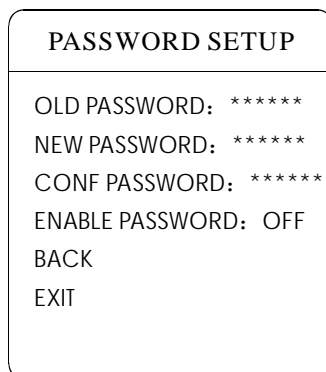 PASSWORD SETUP
OLD PASSWORD：******
NEW PASSWORD：******
CONF PASSWORD：******
ENABLE PASSWORD：OFF
BACK
EXIT